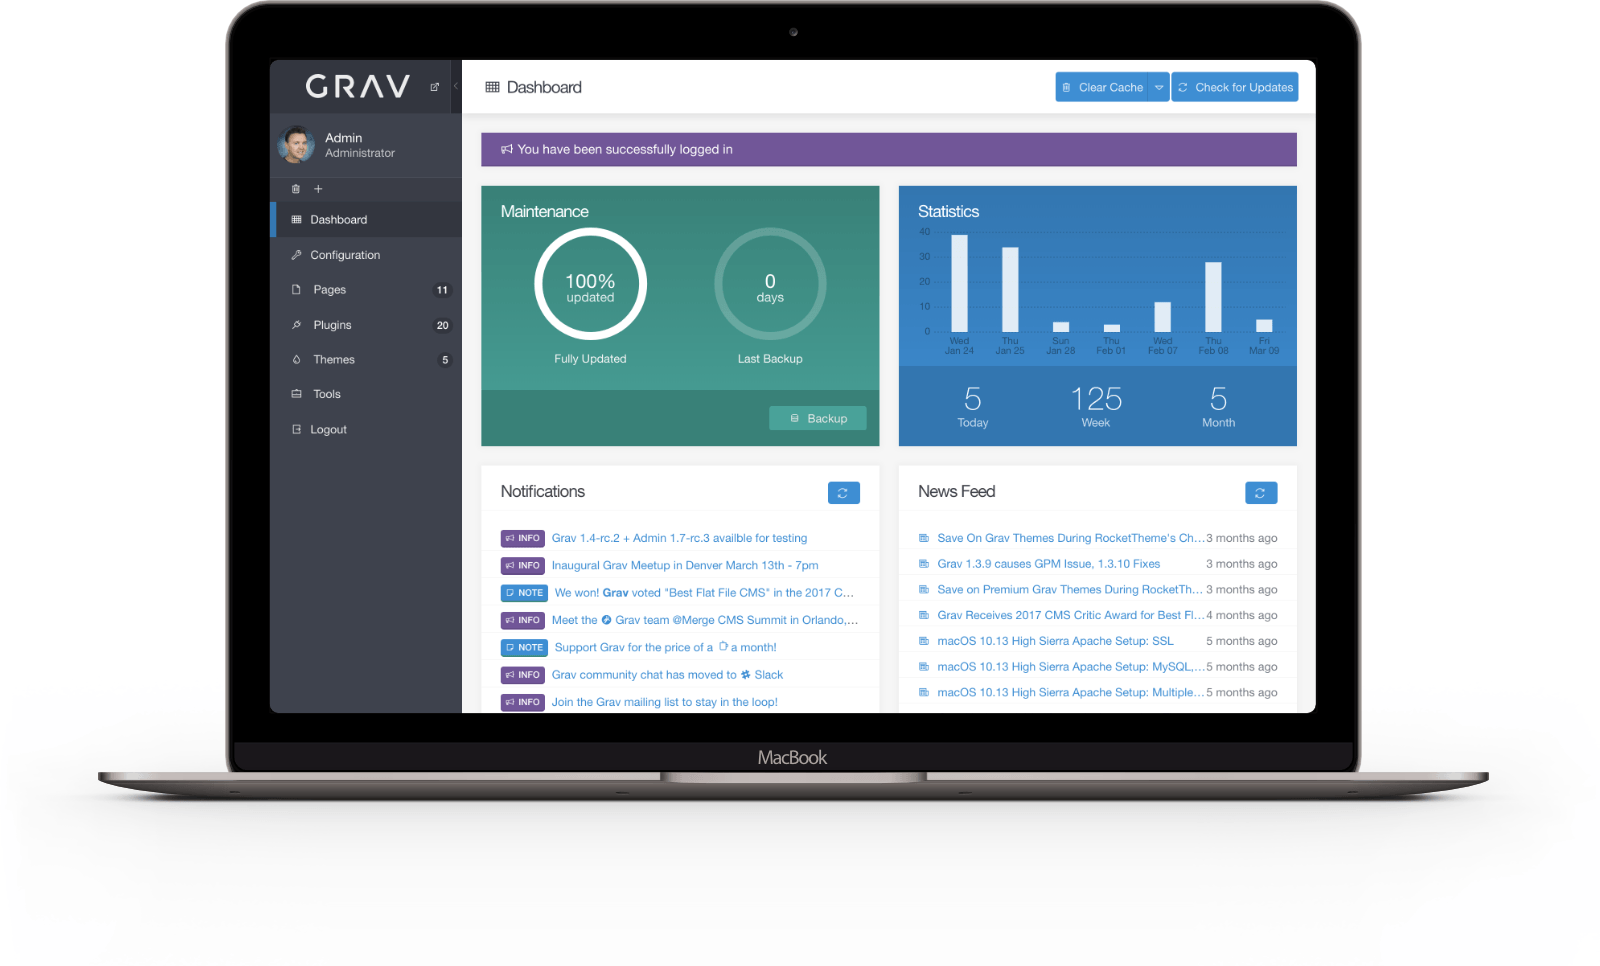 GRAV
Dashboard
Clear Cache
Check for Updates
Admin
Administrator
You have been successfully logged in
Dashboard
Configuration
Pages 11
Plugins 20
Themes 5
Tools
Logout
Maintenance
100%
updated
Fully Updated
0
days
Last Backup
Backup
Statistics
40
30
20
10
0
Wed Thu Sun Thu Wed Thu Fri
Jan 24 Jan 25 Jan 28 Feb 01 Feb 07 Feb 08 Mar 09
5 125 5
Today Week Month
Notifications
INFO Grav 1.4-rc.2 + Admin 1.7-rc.3 availble for testing
INFO Inaugural Grav Meetup in Denver March 13th - 7pm
NOTE We won! Grav voted "Best Flat File CMS" in the 2017 C...
INFO Meet the Grav team @Merge CMS Summit in Orlando,...
NOTE Support Grav for the price of a a month!
INFO Grav community chat has moved to Slack
INFO Join the Grav mailing list to stay in the loop!
News Feed
Save On Grav Themes During RocketTheme's Ch... 3 months ago
Grav 1.3.9 causes GPM Issue, 1.3.10 Fixes 3 months ago
Save on Premium Grav Themes During RocketTh... 3 months ago
Grav Receives 2017 CMS Critic Award for Best Fl... 4 months ago
macOS 10.13 High Sierra Apache Setup: SSL 5 months ago
macOS 10.13 High Sierra Apache Setup: MySQL,... 5 months ago
macOS 10.13 High Sierra Apache Setup: Multiple... 5 months ago
MacBook